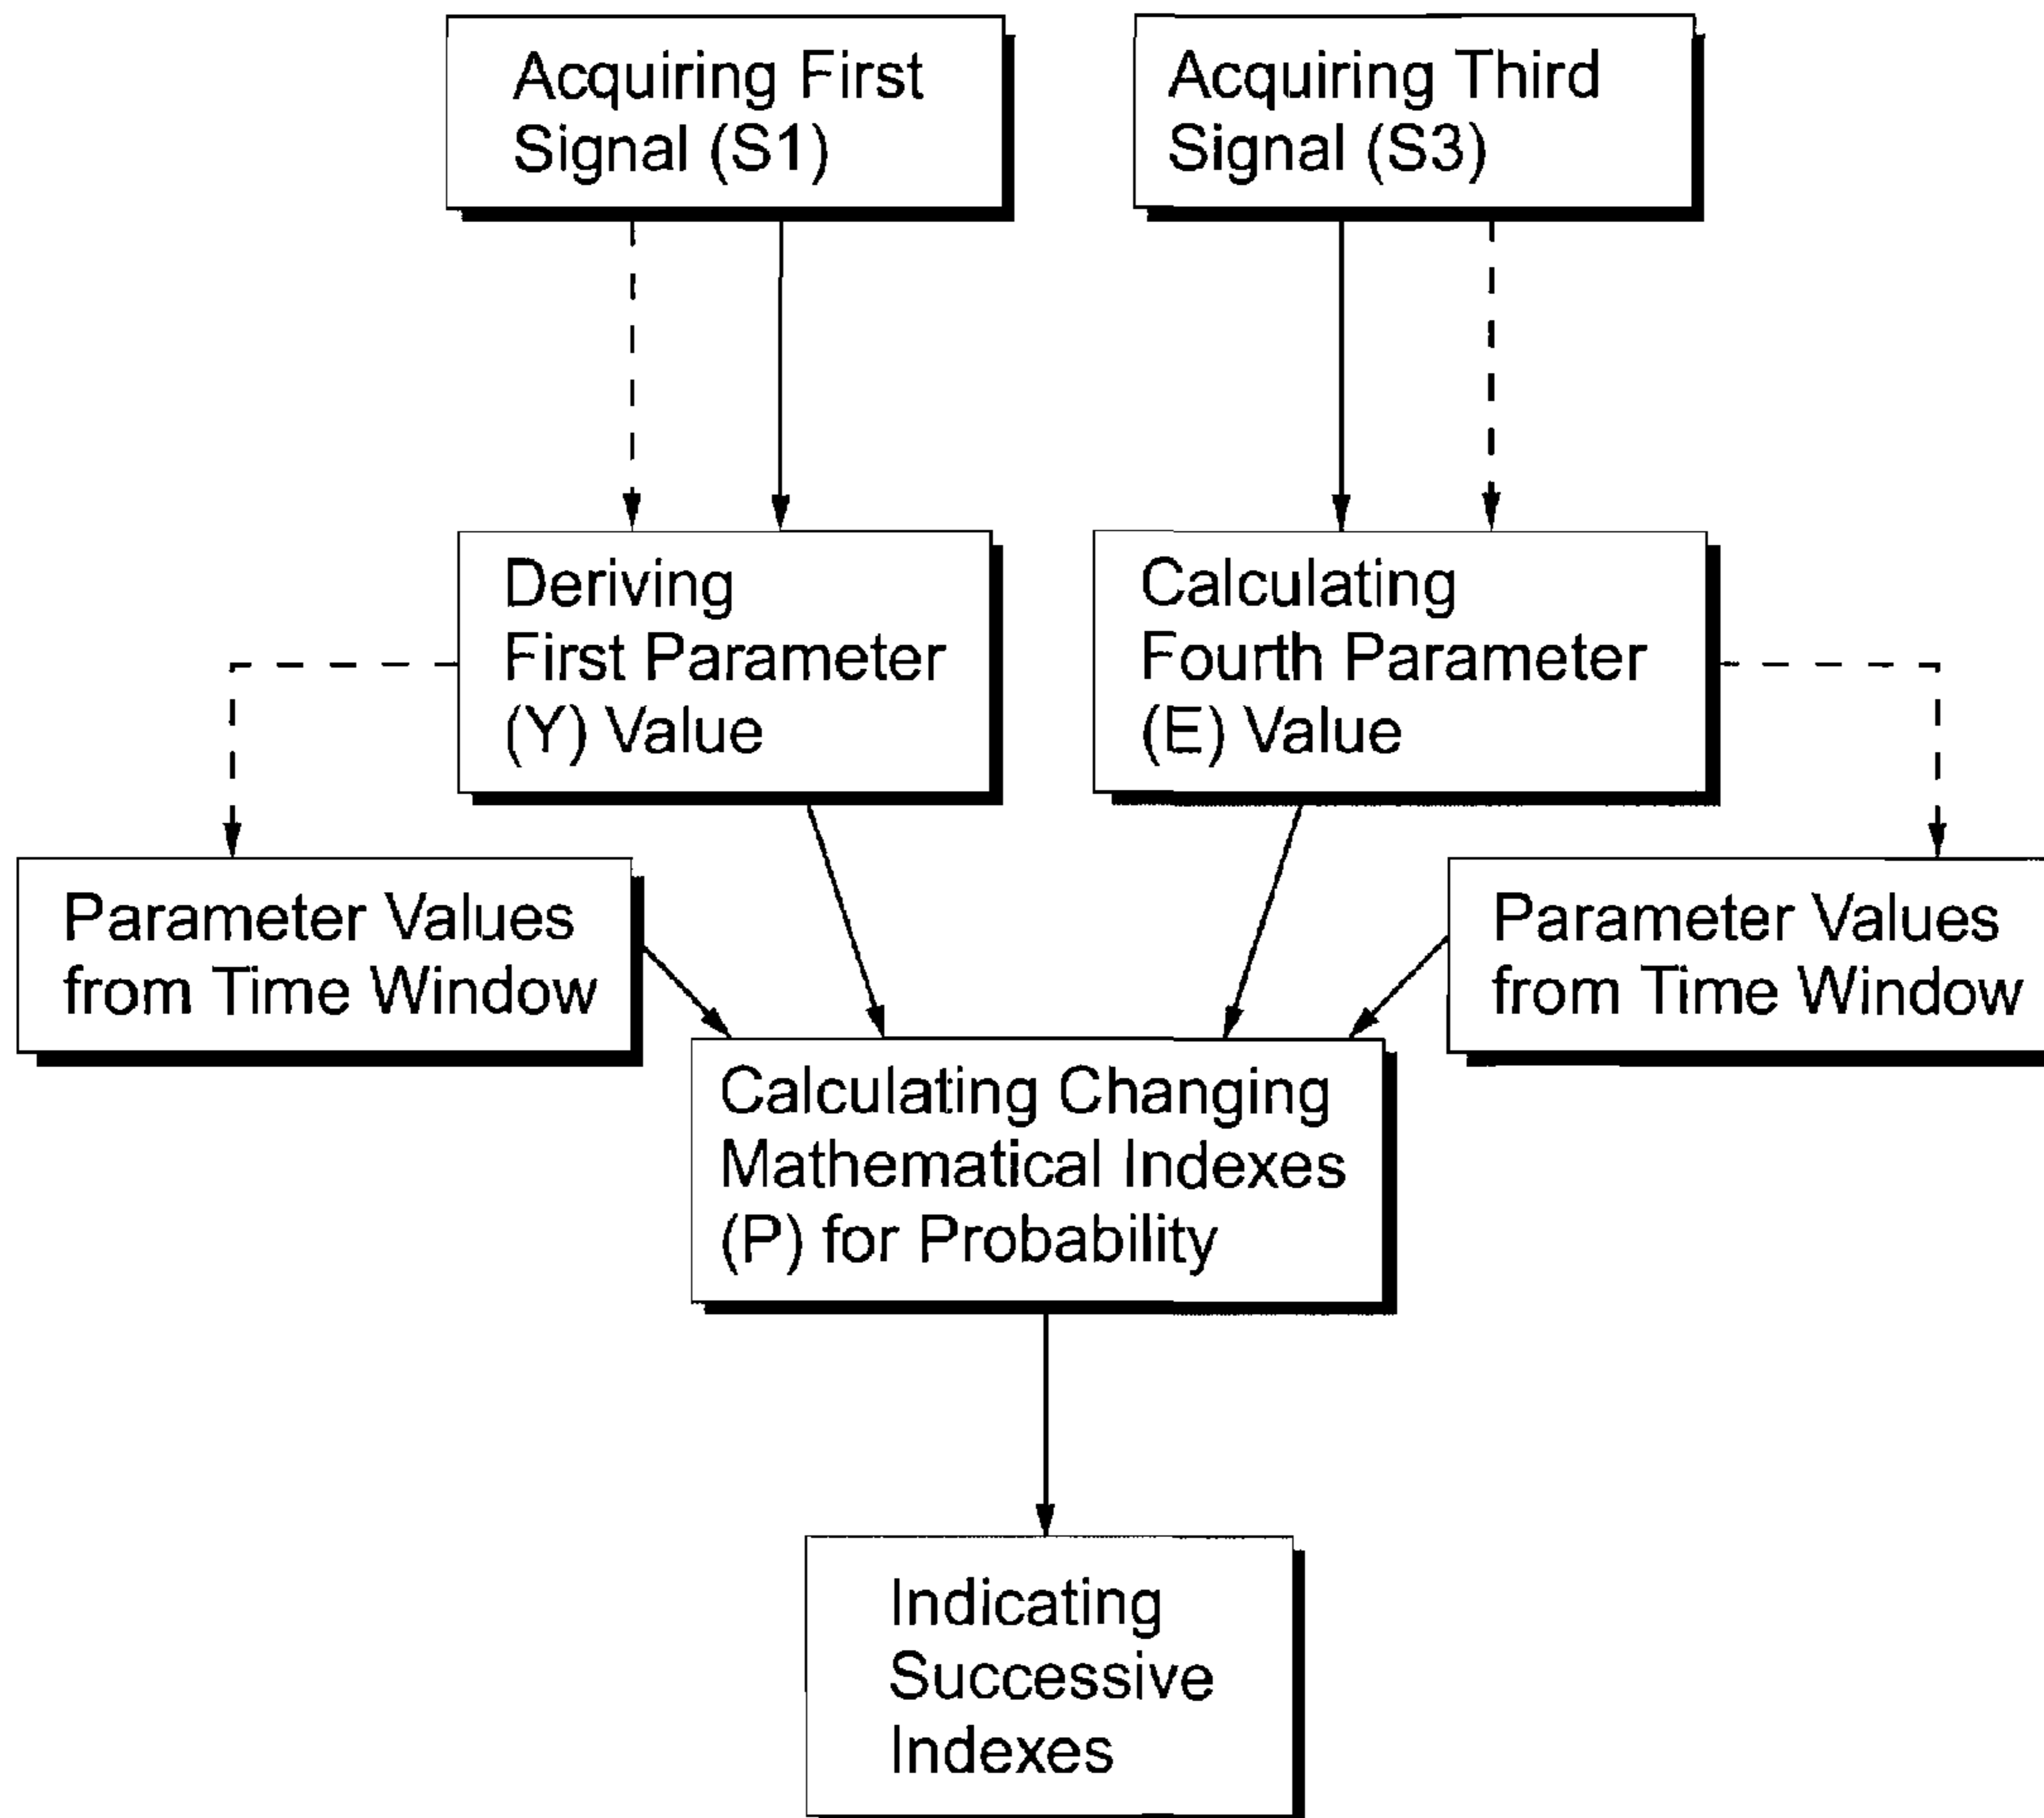 Acquiring First
Signal (S1)
Acquiring Third
Signal (S3)
Deriving
First Parameter
(Y) Value
Calculating
Fourth Parameter
(E) Value
Parameter Values
from Time Window
Parameter Values
from Time Window
Calculating Changing
Mathematical Indexes
(P) for Probability
Indicating
Successive
Indexes